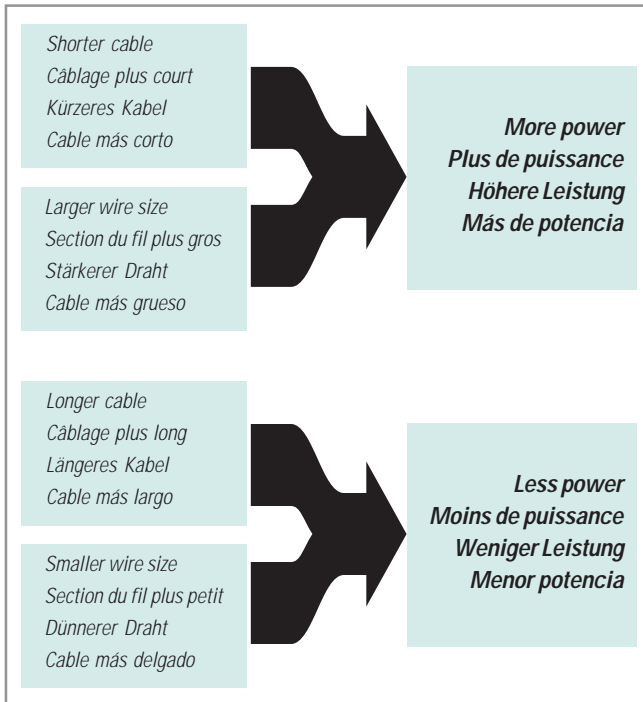 Shorter cable
Câblage plus court
Kürzeres Kabel
Cable más corto
Larger wire size
Section du fil plus gros
Stärkerer Draht
Cable más grueso
More power
Plus de puissance
Höhere Leistung
Más de potencia
Longer cable
Câblage plus long
Längeres Kabel
Cable más largo
Smaller wire size
Section du fil plus petit
Dünnerer Draht
Cable más delgado
Less power
Moins de puissance
Weniger Leistung
Menor potencia